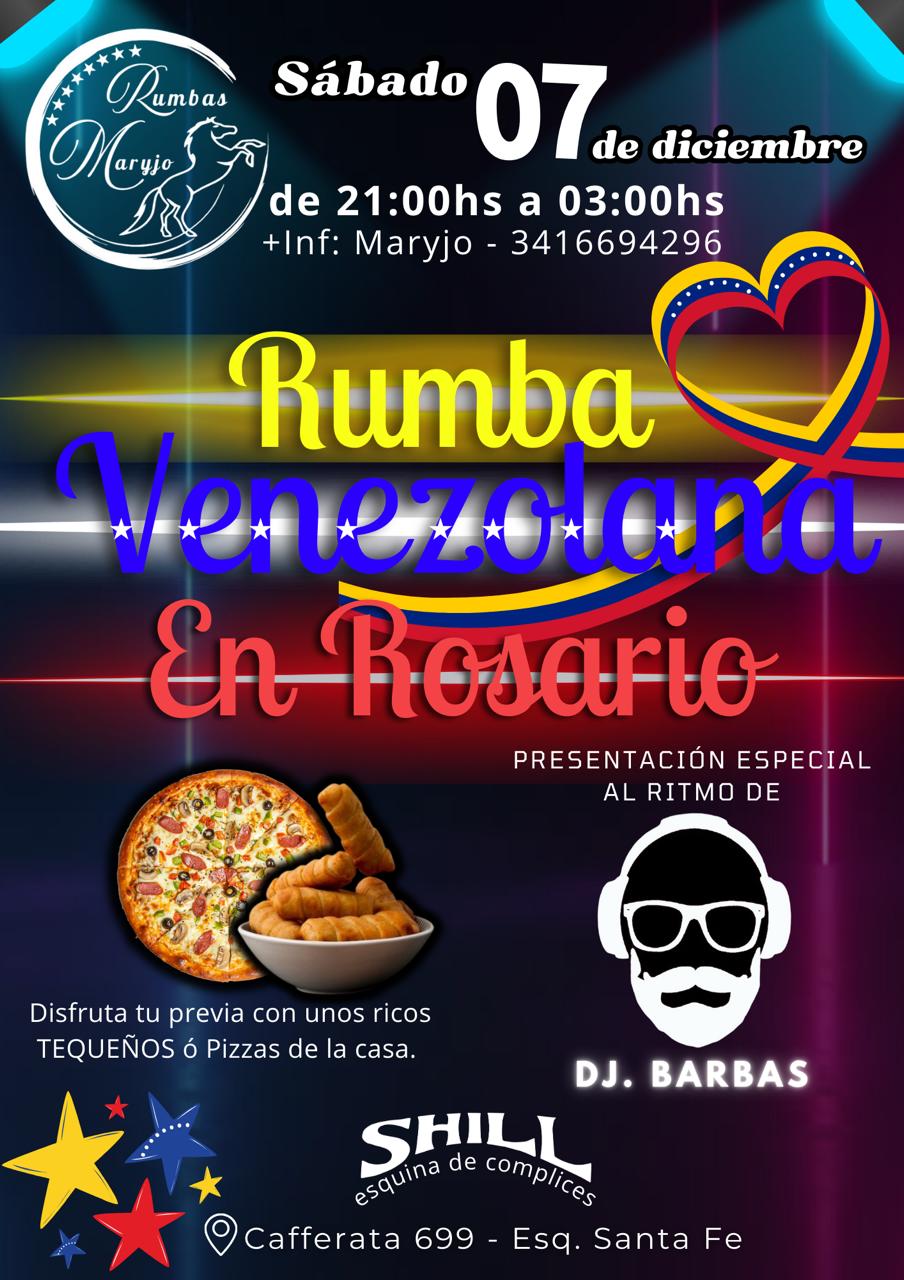 Rumbas
Maryjo
Sábado 07 de diciembre
de 21:00hs a 03:00hs
+Inf: Maryjo - 3416694296
Rumba
Venezolana
En Rosario
PRESENTACIÓN ESPECIAL
AL RITMO DE
DJ. BARBAS
Disfruta tu previa con unos ricos
TEQUEÑOS ó Pizzas de la casa.
SHILL
esquina de complices
Cafferata 699 - Esq. Santa Fe